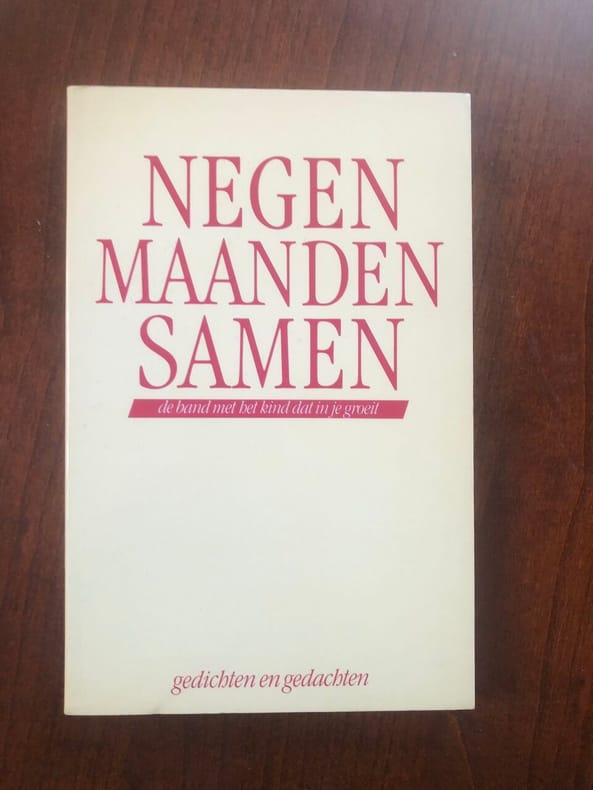 NEGEN
MAANDEN
SAMEN
de band met het kind dat in je groeit
gedichten en gedachten